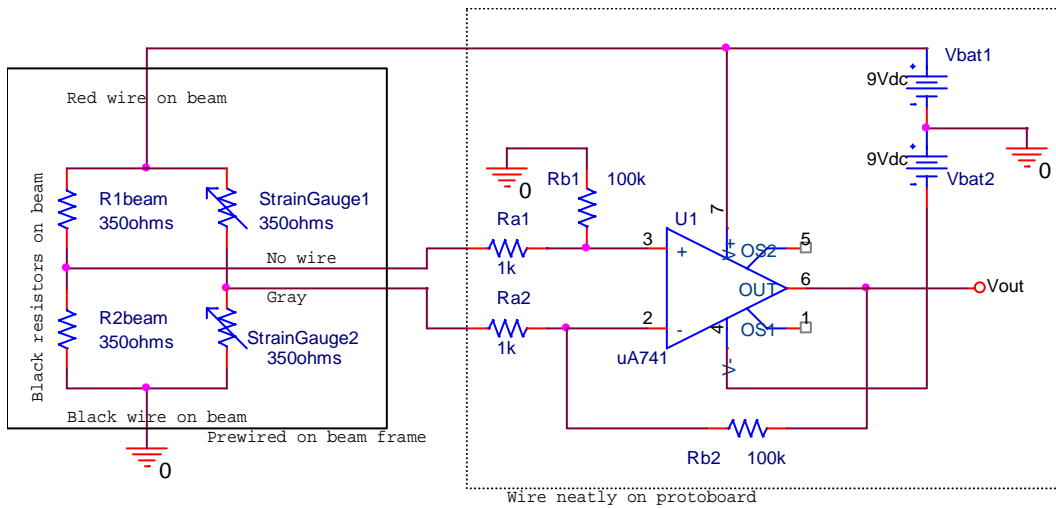 Vbat1
9Vdc
+
-
Red wire on beam
0
9Vdc
+
-
Vbat2
0
Rb1 100k
R1beam
350ohms
StrainGauge1
350ohms
Black resistors on beam
Ra1
1k
U1
7
V+
3
+
OS2
5
No wire
Gray
OUT
6
Vout
Ra2
1k
2
-
4
V-
OS1
1
uA741
R2beam
350ohms
StrainGauge2
350ohms
Black wire on beam
Prewired on beam frame
0
Rb2 100k
Wire neatly on protoboard